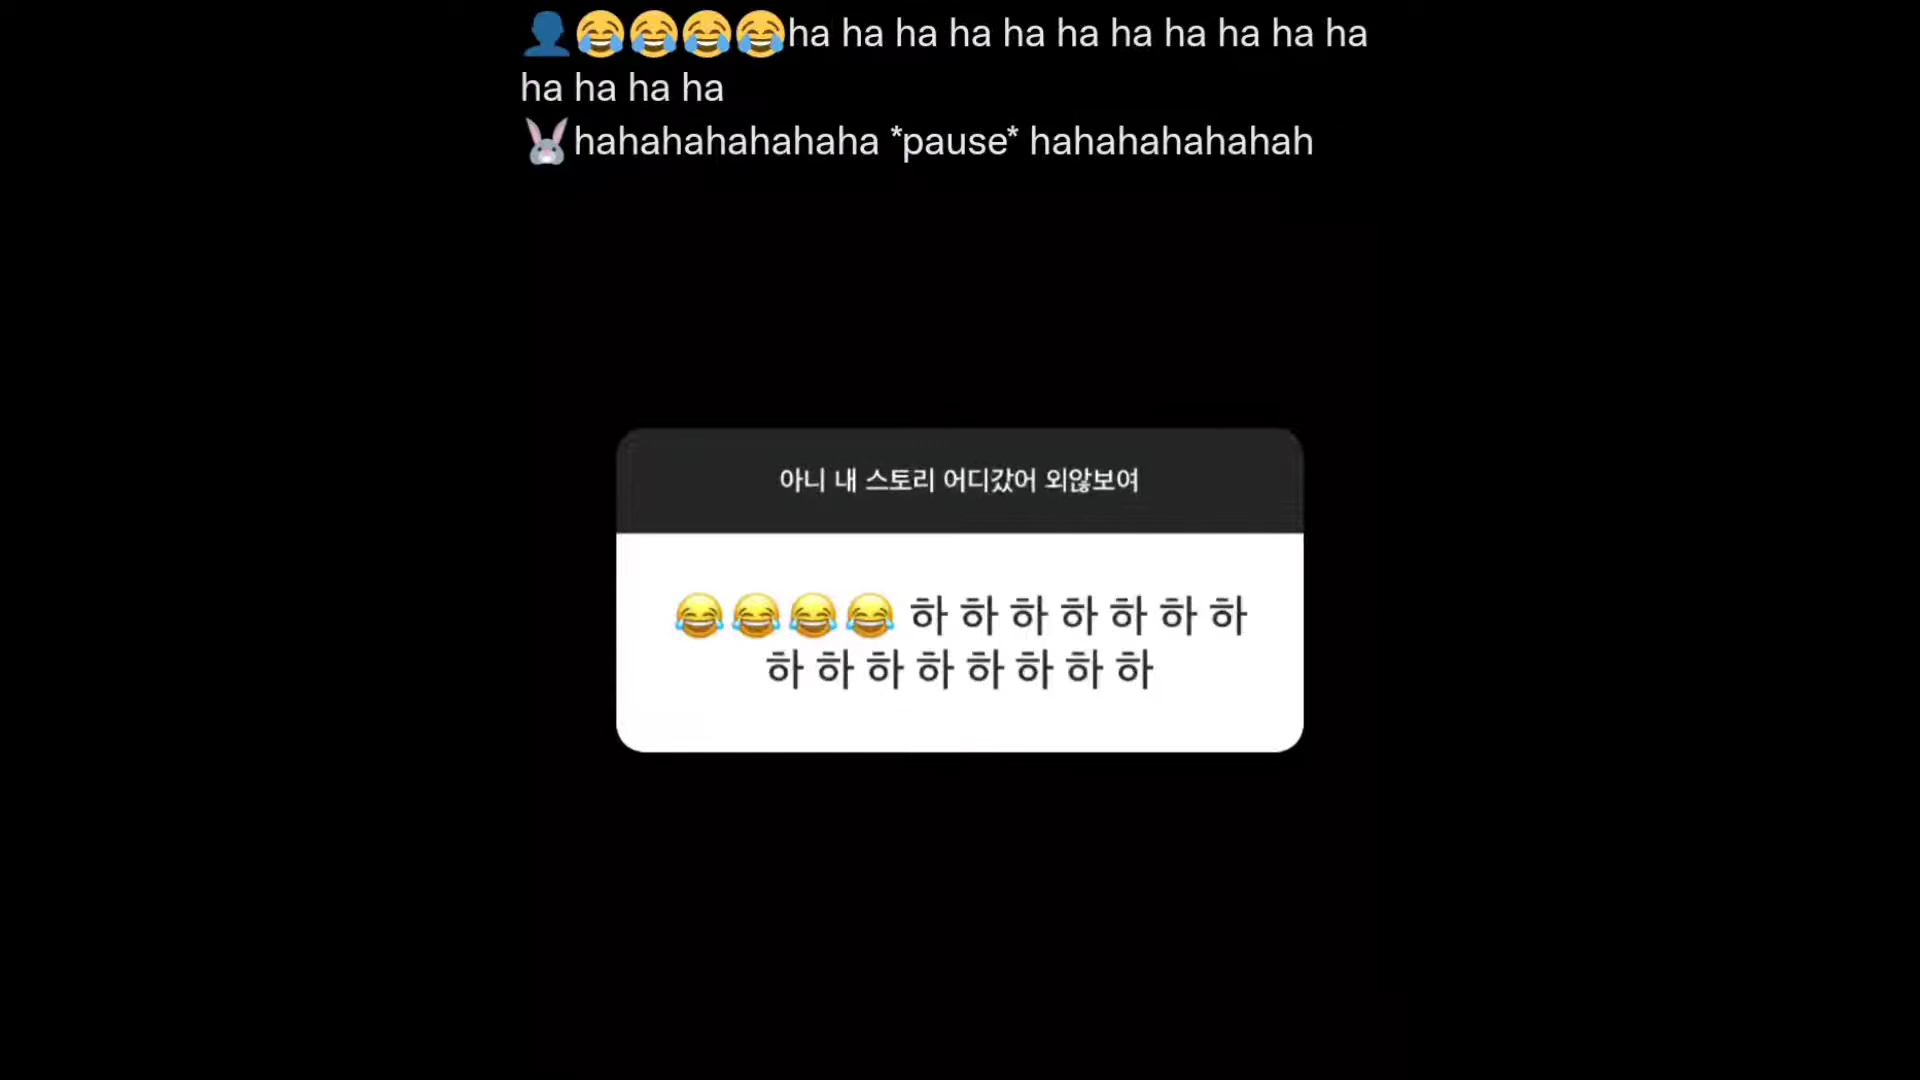 👤😂😂😂😂ha ha ha ha ha ha ha ha ha ha ha
ha ha ha ha
🐰hahahahahahaha *pause* hahahahahahah
아니 내 스토리 어디갔어 외않보여
😂😂😂😂 하 하 하 하 하 하 하
하 하 하 하 하 하 하 하